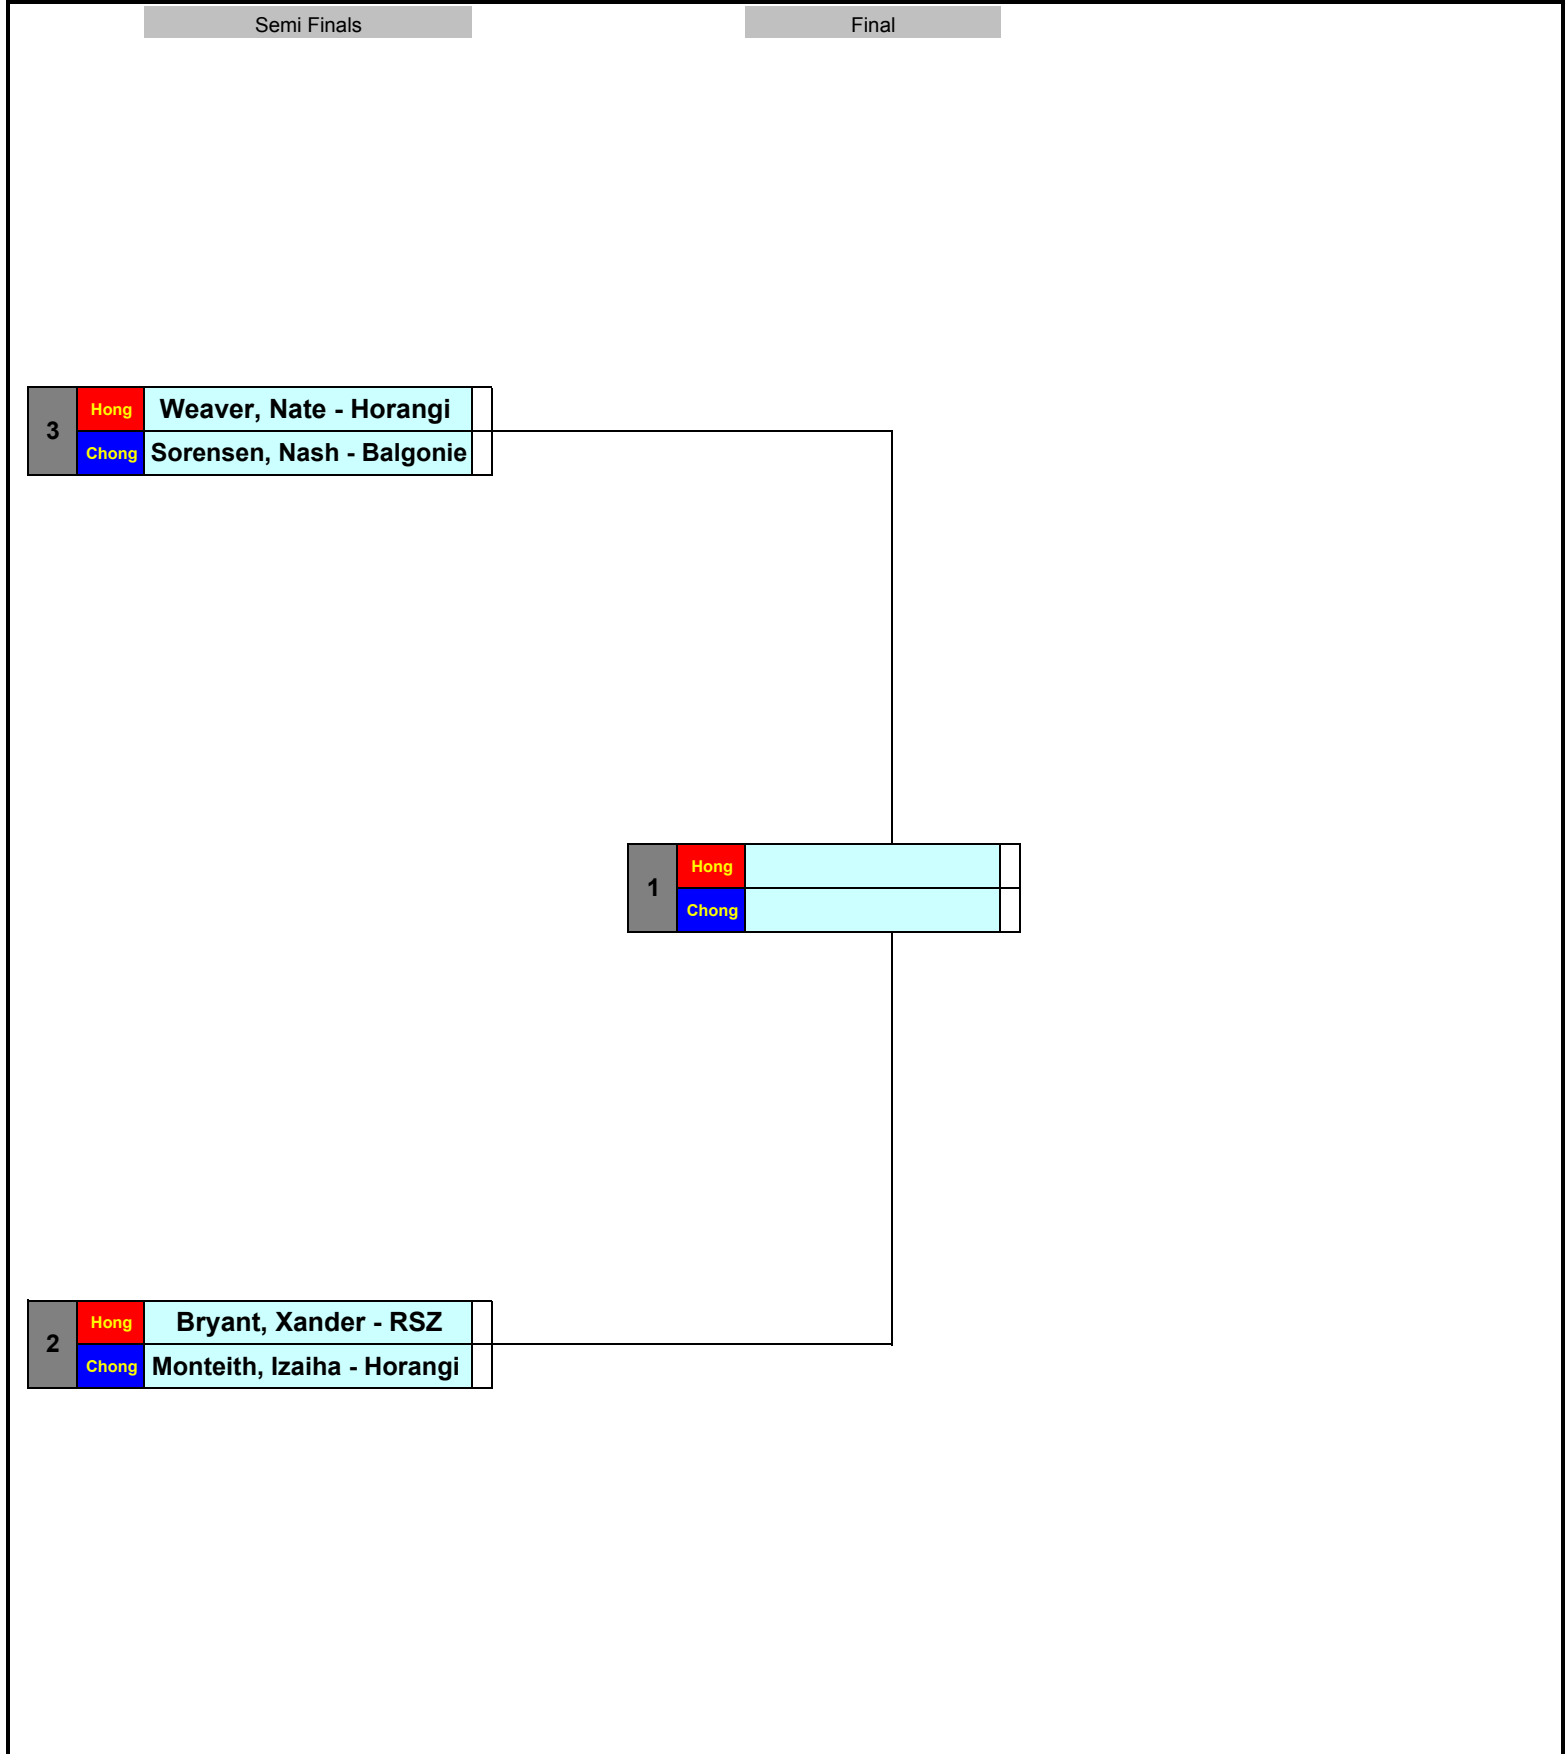 Semi Finals Final
3 Hong Weaver, Nate - Horangi
Chong Sorensen, Nash - Balgonie
1 Hong
Chong
2 Hong Bryant, Xander - RSZ
Chong Monteith, Izaiha - Horangi